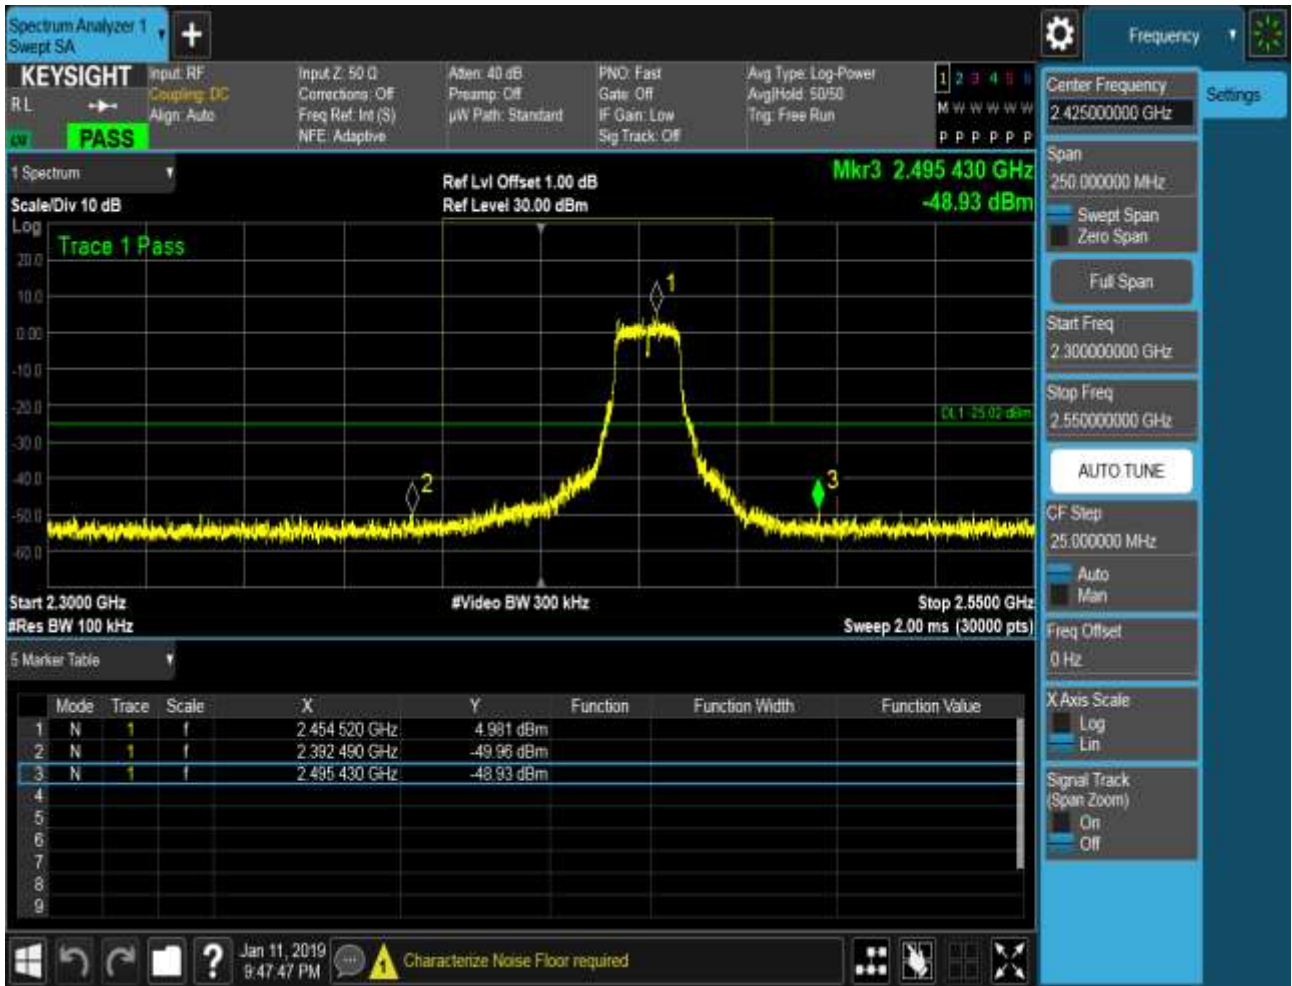 Spectrum Analyzer 1
Swept SA
+
Frequency
KEYSIGHT
RL
PASS
Input: RF
Coupling: DC
Align: Auto
Input Z: 50 Ω
Corrections: Off
Freq Ref: Int (S)
NFE: Adaptive
Atten: 40 dB
Preamp: Off
µW Path: Standard
PNO: Fast
Gate: Off
IF Gain: Low
Sig Track: Off
Avg Type: Log-Power
Avg|Hold: 50/50
Trig: Free Run
1 2 3 4 5 6
M W W W W W
P P P P P P
Center Frequency
2.425000000 GHz
Settings
Span
250.000000 MHz
Swept Span
Zero Span
Full Span
Start Freq
2.300000000 GHz
Stop Freq
2.550000000 GHz
AUTO TUNE
CF Step
25.000000 MHz
Auto
Man
Freq Offset
0 Hz
X Axis Scale
Log
Lin
Signal Track
(Span Zoom)
On
Off
1 Spectrum
Scale/Div 10 dB
Ref Lvl Offset 1.00 dB
Ref Level 30.00 dBm
Mkr3 2.495 430 GHz
-48.93 dBm
Log
Trace 1 Pass
20.0
10.0
0.00
-10.0
-20.0
-30.0
-40.0
-50.0
-60.0
1
2
3
DL1 -25.02 dBm
Start 2.3000 GHz
#Video BW 300 kHz
Stop 2.5500 GHz
#Res BW 100 kHz
Sweep 2.00 ms (30000 pts)
5 Marker Table
Mode Trace Scale X Y Function Function Width Function Value
1 N 1 f 2.454 520 GHz 4.981 dBm
2 N 1 f 2.392 490 GHz -49.96 dBm
3 N 1 f 2.495 430 GHz -48.93 dBm
4
5
6
7
8
9
?
Jan 11, 2019
9:47:47 PM
1
Characterize Noise Floor required